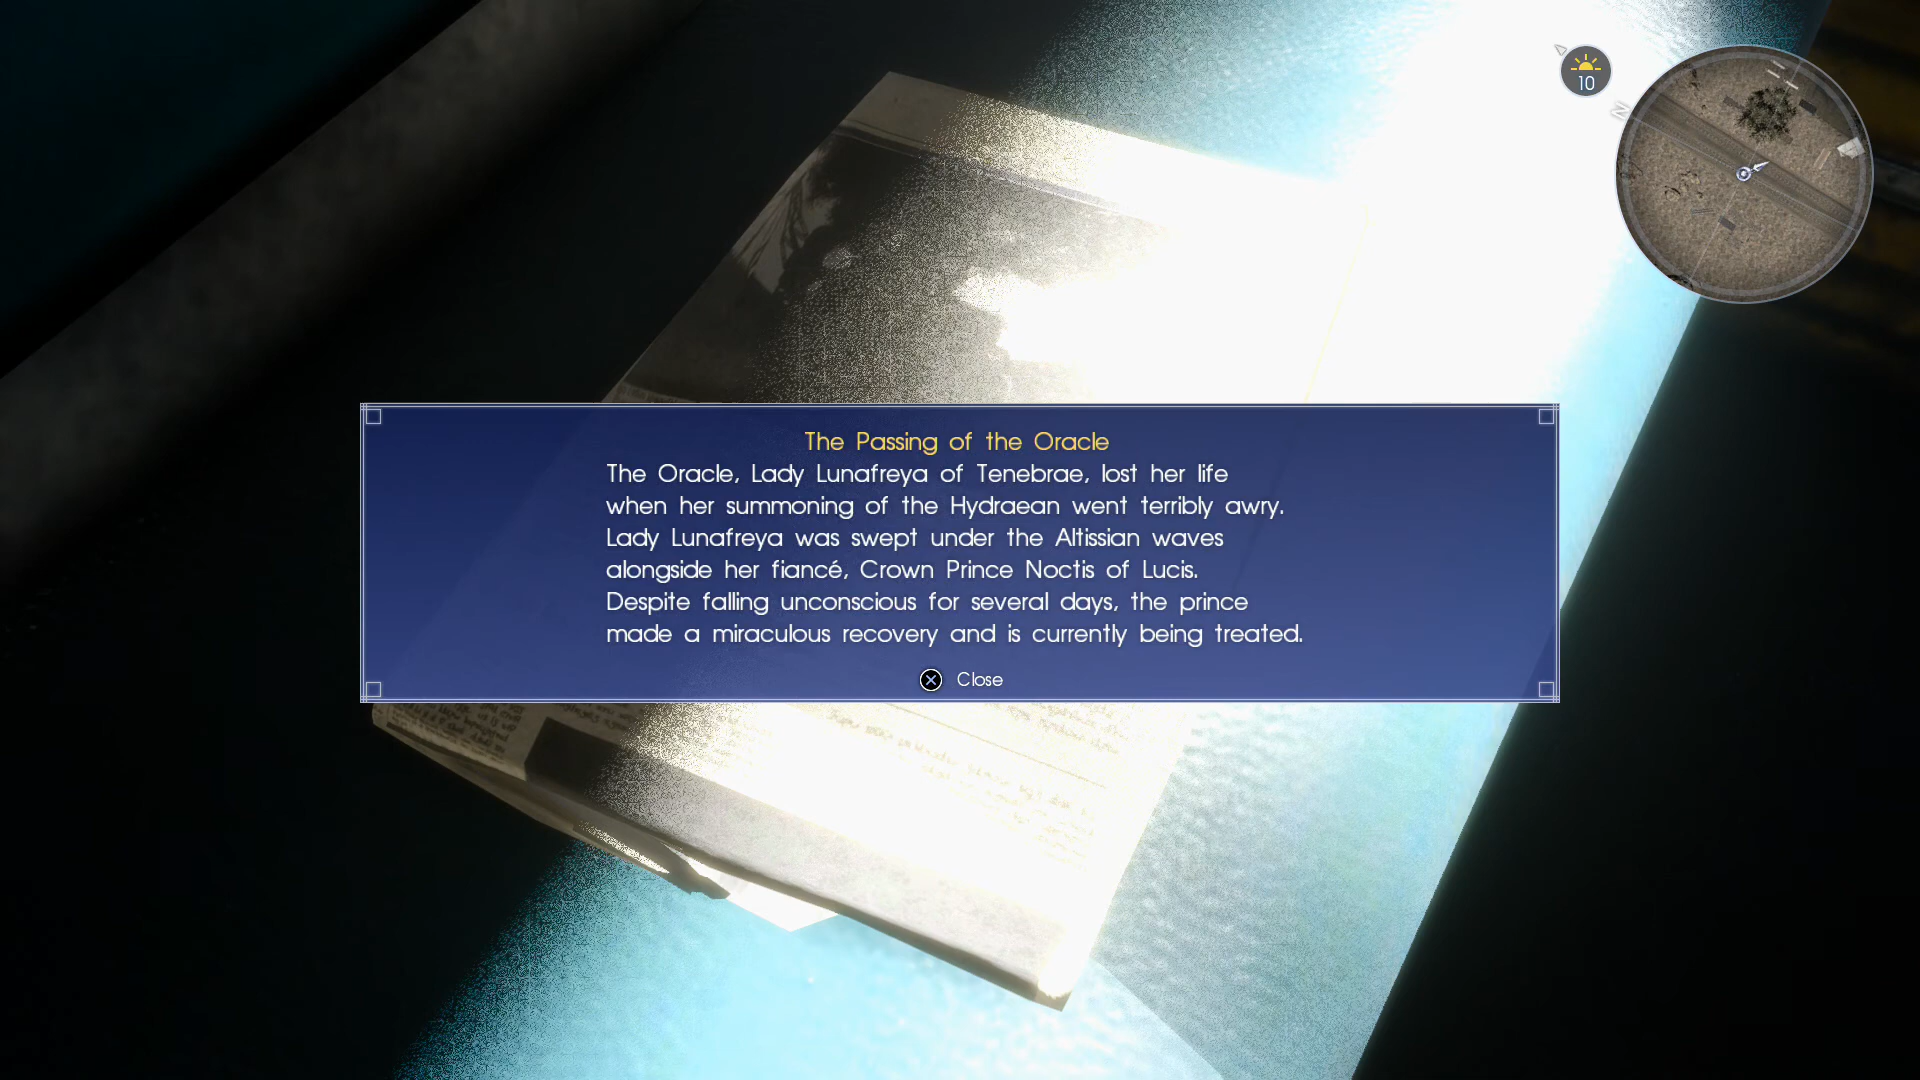 10
N
The Passing of the Oracle
The Oracle, Lady Lunafreya of Tenebrae, lost her life
when her summoning of the Hydraean went terribly awry.
Lady Lunafreya was swept under the Altissian waves
alongside her fiancé, Crown Prince Noctis of Lucis.
Despite falling unconscious for several days, the prince
made a miraculous recovery and is currently being treated.
Close